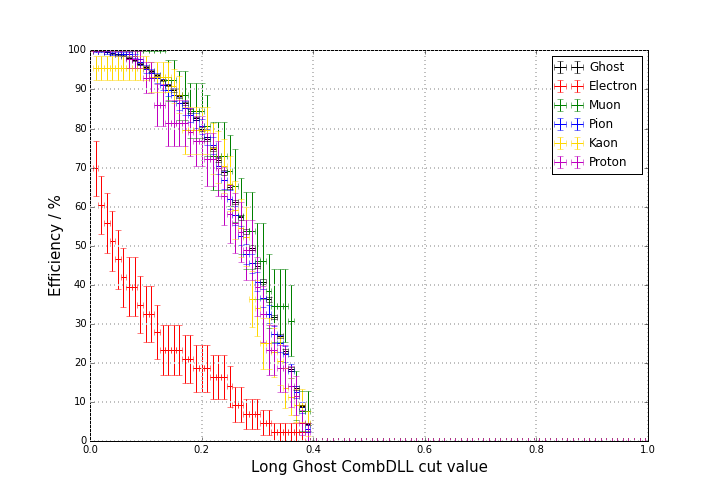 100
90
80
70
60
50
40
30
20
10
0
Efficiency / %
0.0 0.2 0.4 0.6 0.8 1.0
Long Ghost CombDLL cut value
Ghost
Electron
Muon
Pion
Kaon
Proton